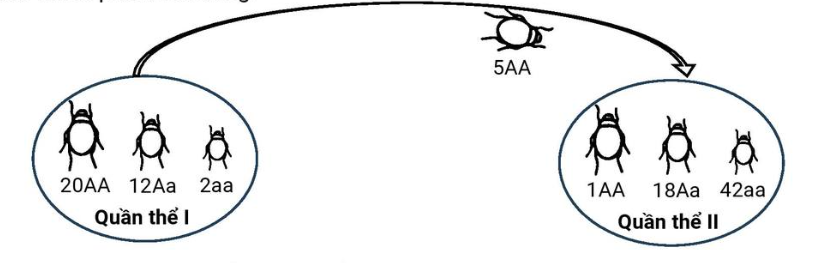 5AA
20AA 12Aa 2aa
Quần thể I
1AA 18Aa 42aa
Quần thể II